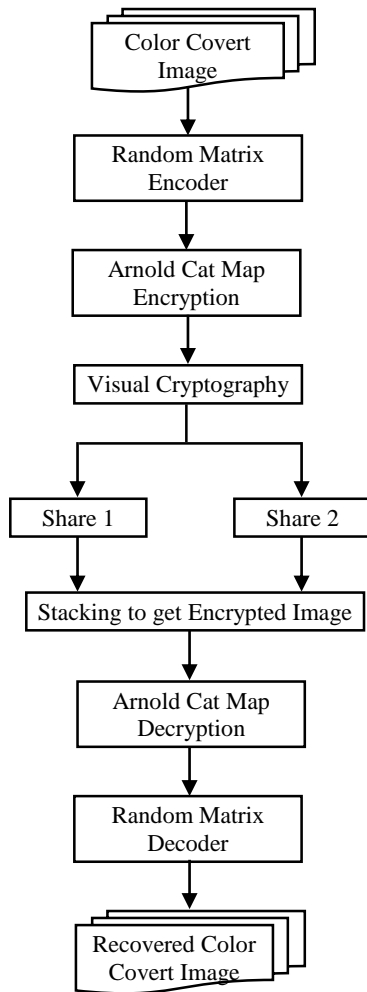 Color Covert
Image
Random Matrix
Encoder
Arnold Cat Map
Encryption
Visual Cryptography
Share 1
Share 2
Stacking to get Encrypted Image
Arnold Cat Map
Decryption
Random Matrix
Decoder
Recovered Color
Covert Image